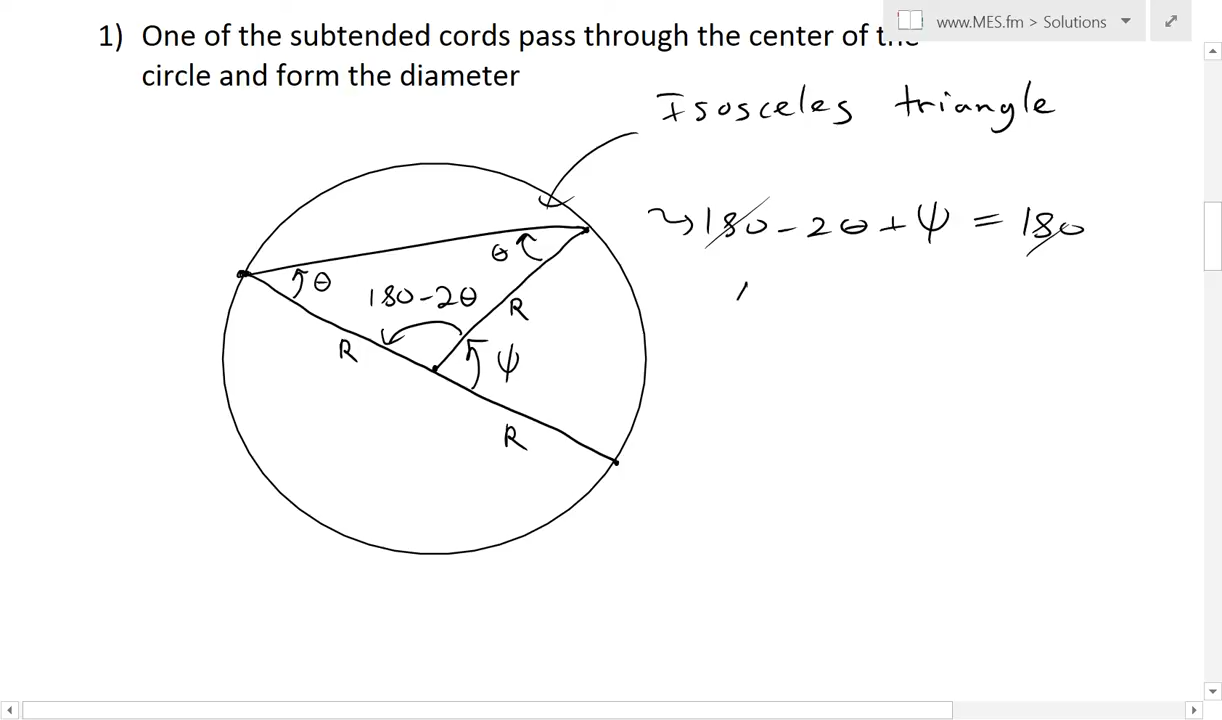 www.MES.fm > Solutions
1) One of the subtended cords pass through the center of the
circle and form the diameter
Isosceles triangle
180 - 2θ + ψ = 180
θ
θ
180 - 2θ
R
R
ψ
R